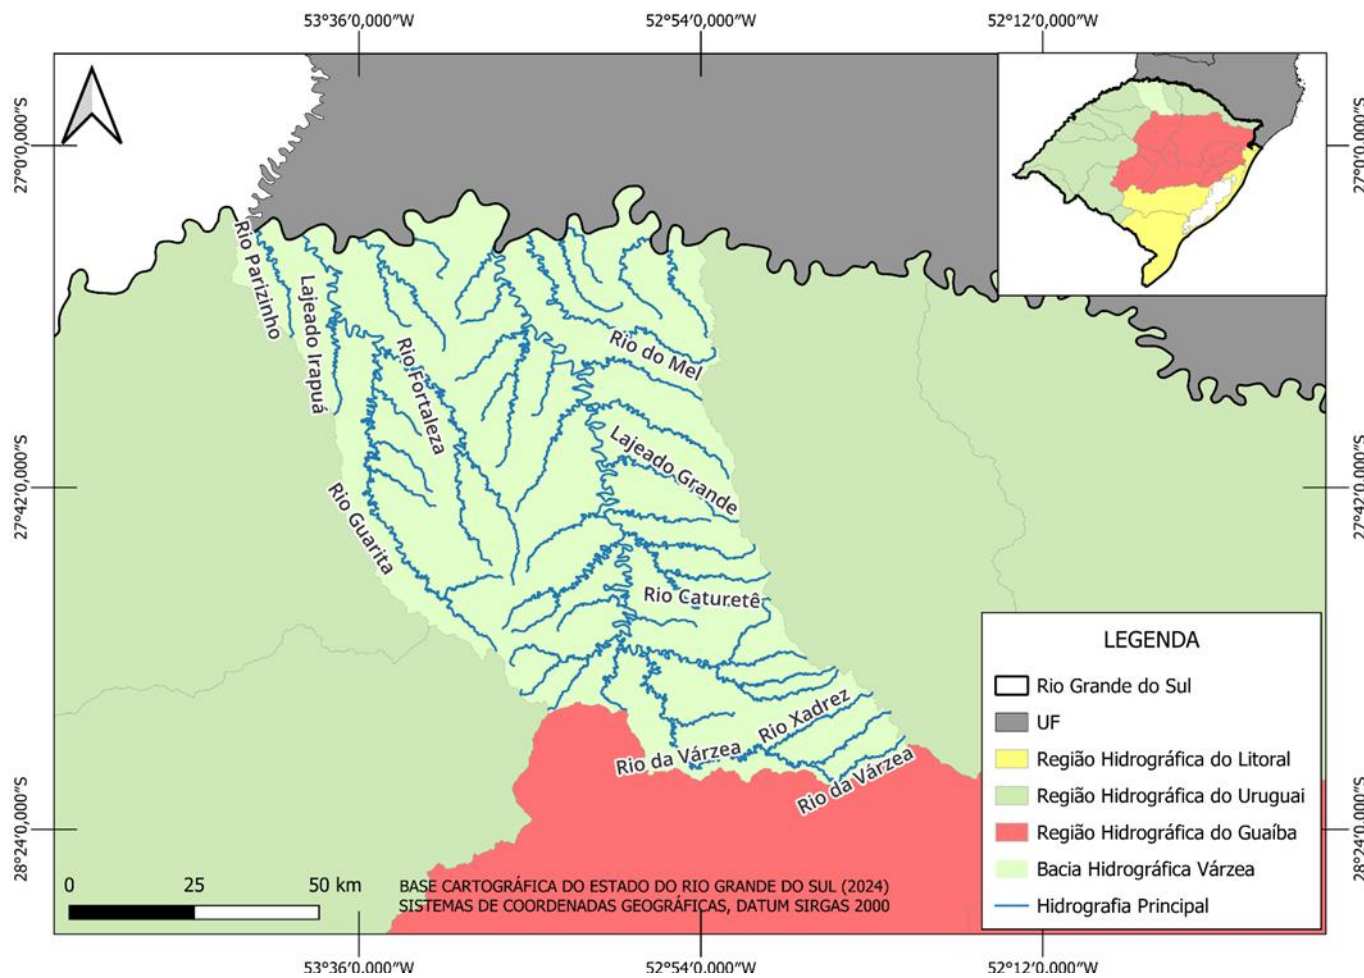 53°36′0,000″W
52°54′0,000″W
52°12′0,000″W
27°0′0,000″S
27°0′0,000″S
Rio Parizinho
Lajeado Irapuá
Rio Fortaleza
Rio do Mel
Lajeado Grande
27°42′0,000″S
27°42′0,000″S
Rio Guarita
Rio Caturetê
Rio Xadrez
Rio da Várzea
Rio da Várzea
LEGENDA
Rio Grande do Sul
UF
Região Hidrográfica do Litoral
Região Hidrográfica do Uruguai
Região Hidrográfica do Guaíba
Bacia Hidrográfica Várzea
Hidrografia Principal
28°24′0,000″S
28°24′0,000″S
0 25 50 km
BASE CARTOGRÁFICA DO ESTADO DO RIO GRANDE DO SUL (2024)
SISTEMAS DE COORDENADAS GEOGRÁFICAS, DATUM SIRGAS 2000
53°36′0,000″W
52°54′0,000″W
52°12′0,000″W